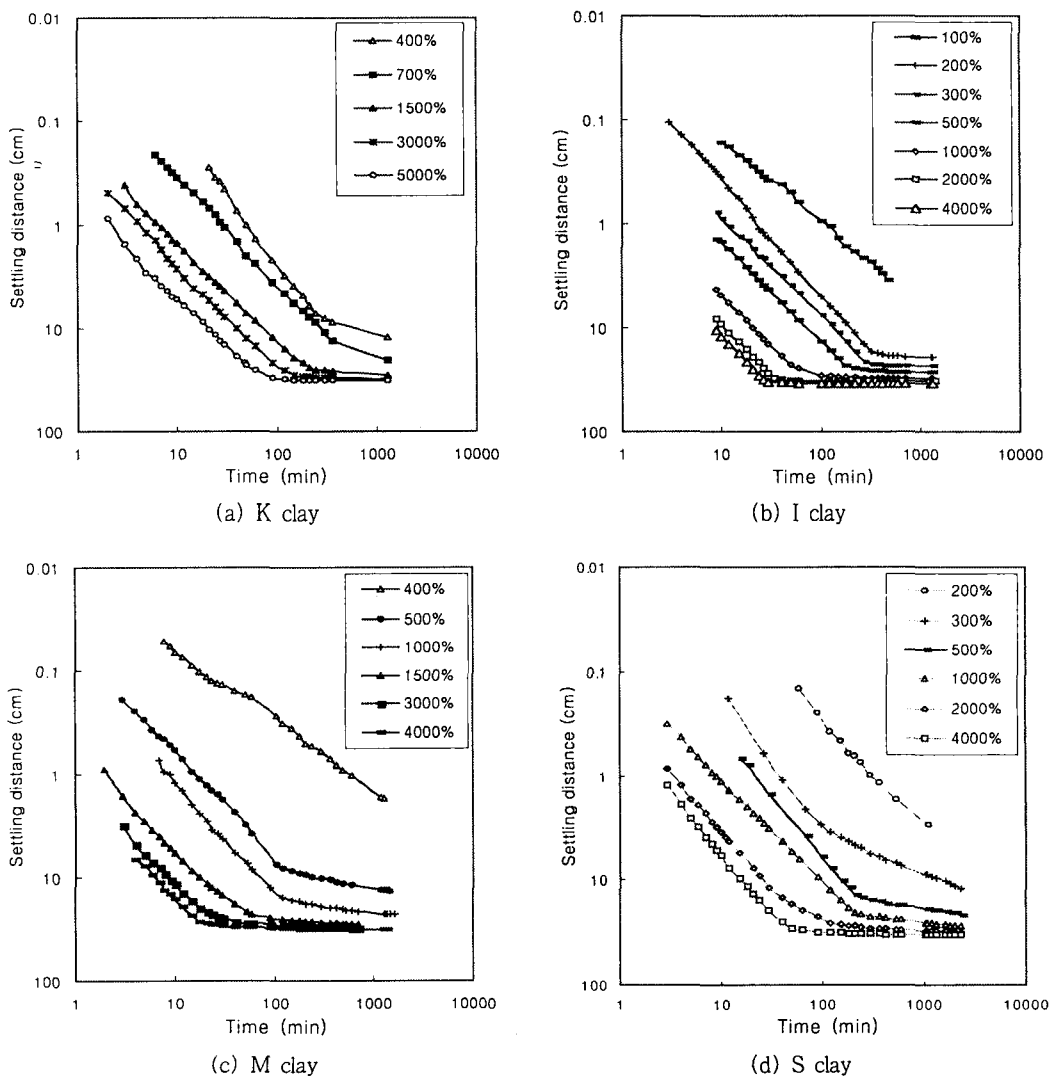 0.01
0.1
1
10
100
Settling distance (cm)
400%
700%
1500%
3000%
5000%
1 10 100 1000 10000
Time (min)
(a) K clay
0.01
0.1
1
10
100
Settling distance (cm)
100%
200%
300%
500%
1000%
2000%
4000%
1 10 100 1000 10000
Time (min)
(b) I clay
0.01
0.1
1
10
100
Settling distance (cm)
400%
500%
1000%
1500%
3000%
4000%
1 10 100 1000 10000
Time (min)
(c) M clay
0.01
0.1
1
10
100
Settling distance (cm)
200%
300%
500%
1000%
2000%
4000%
1 10 100 1000 10000
Time (min)
(d) S clay